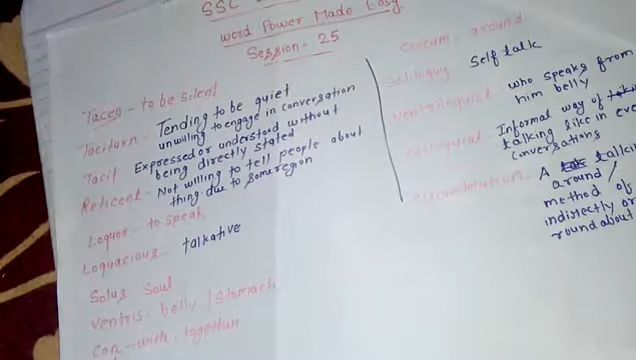 SSC
Word Power Made Easy
Session - 25
Taceo - to be silent
Taciturn - Tending to be quiet
unwilling to engage in conversation
Tacit Expressed or understood without
being directly stated
Reticent - Not willing to tell people about
thing due to some region
Loquor - to speak
Loquacious - talkative
Solus Soul
Ventris - belly / Stomach
Con - with, together
Circum - around
Soliloquy Self talk
Ventriloquist - who speaks from
him belly
colloquial - Informal way of
talking like in eve
conversations
circumlocution - A talkin
around /
method of
indirectly or
round about